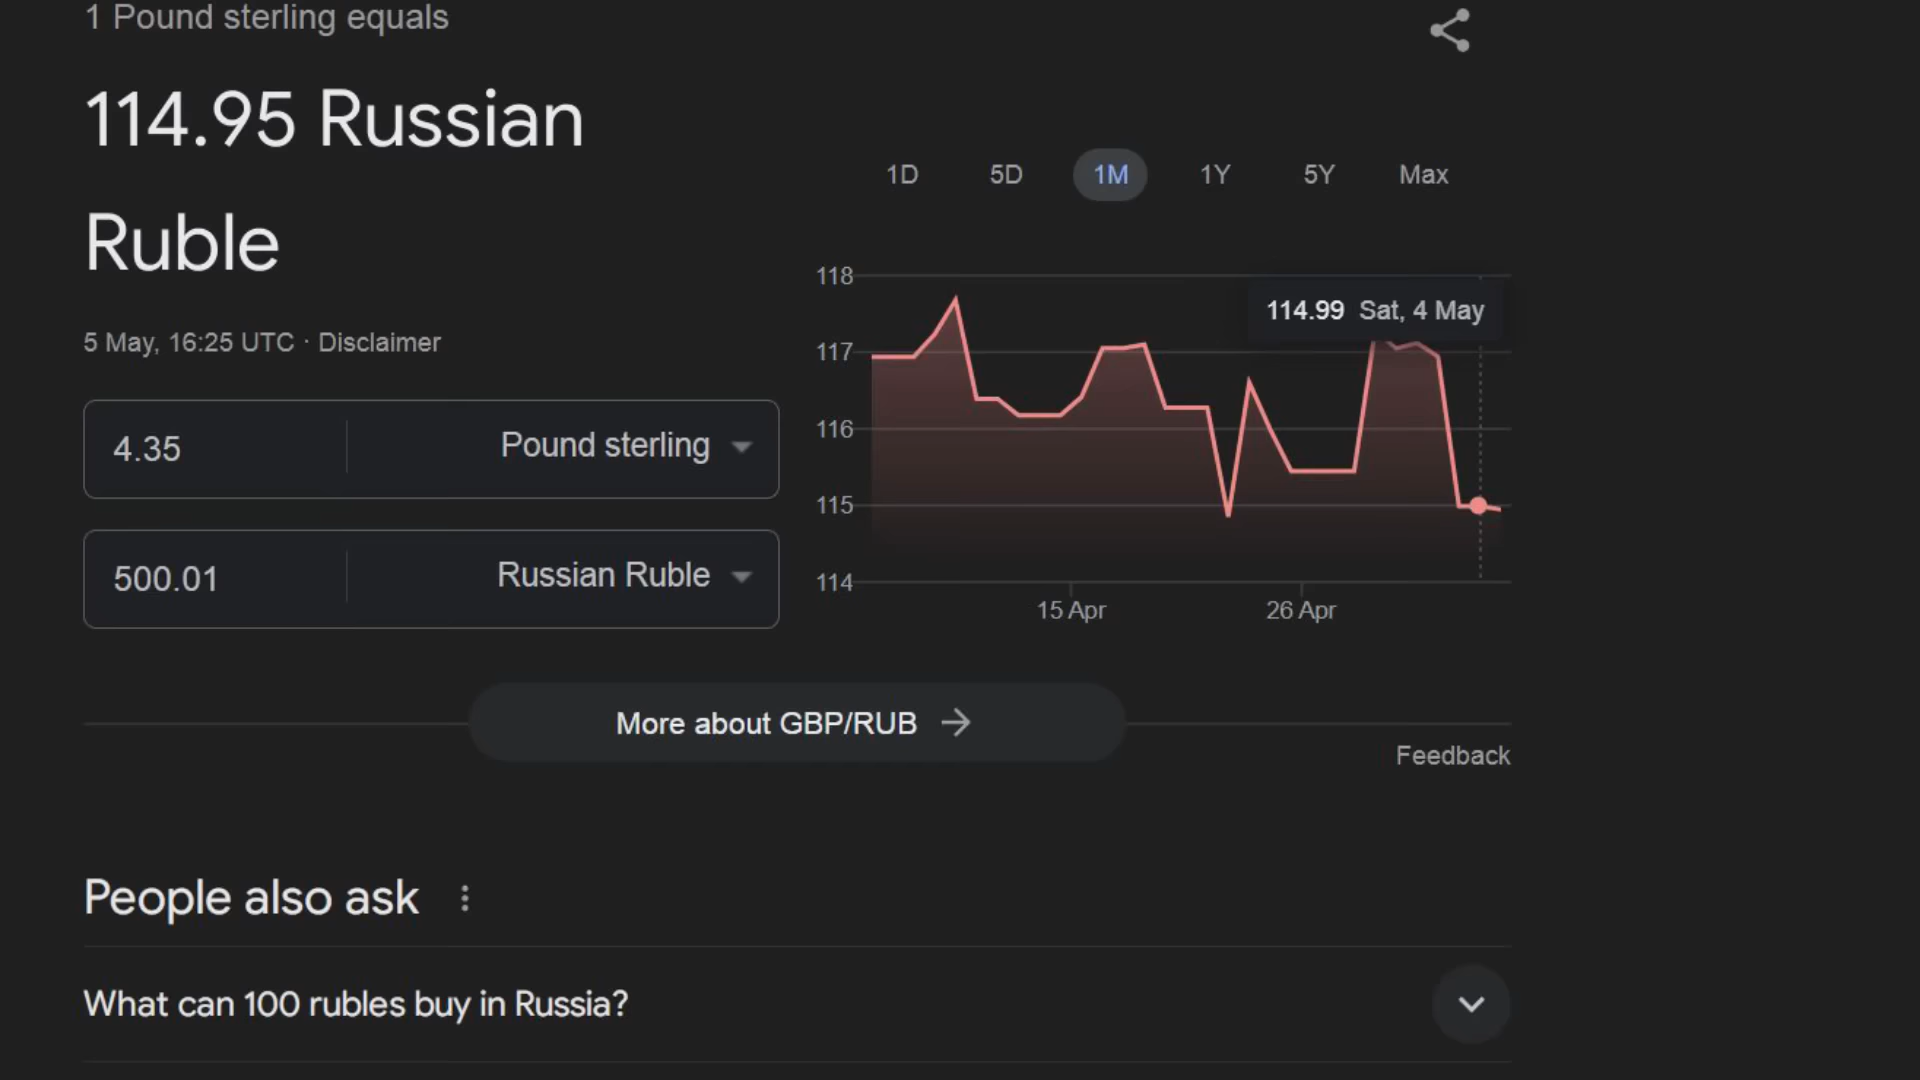 1 Pound sterling equals
114.95 Russian
Ruble
5 May, 16:25 UTC · Disclaimer
4.35 Pound sterling
500.01 Russian Ruble
1D 5D 1M 1Y 5Y Max
118
114.99 Sat, 4 May
117
116
115
114
15 Apr 26 Apr
More about GBP/RUB
Feedback
People also ask
What can 100 rubles buy in Russia?